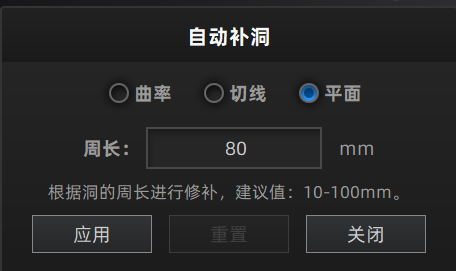 自动补洞
曲率 切线 平面
周长： 80 mm
根据洞的周长进行修补，建议值：10-100mm。
应用 重置 关闭